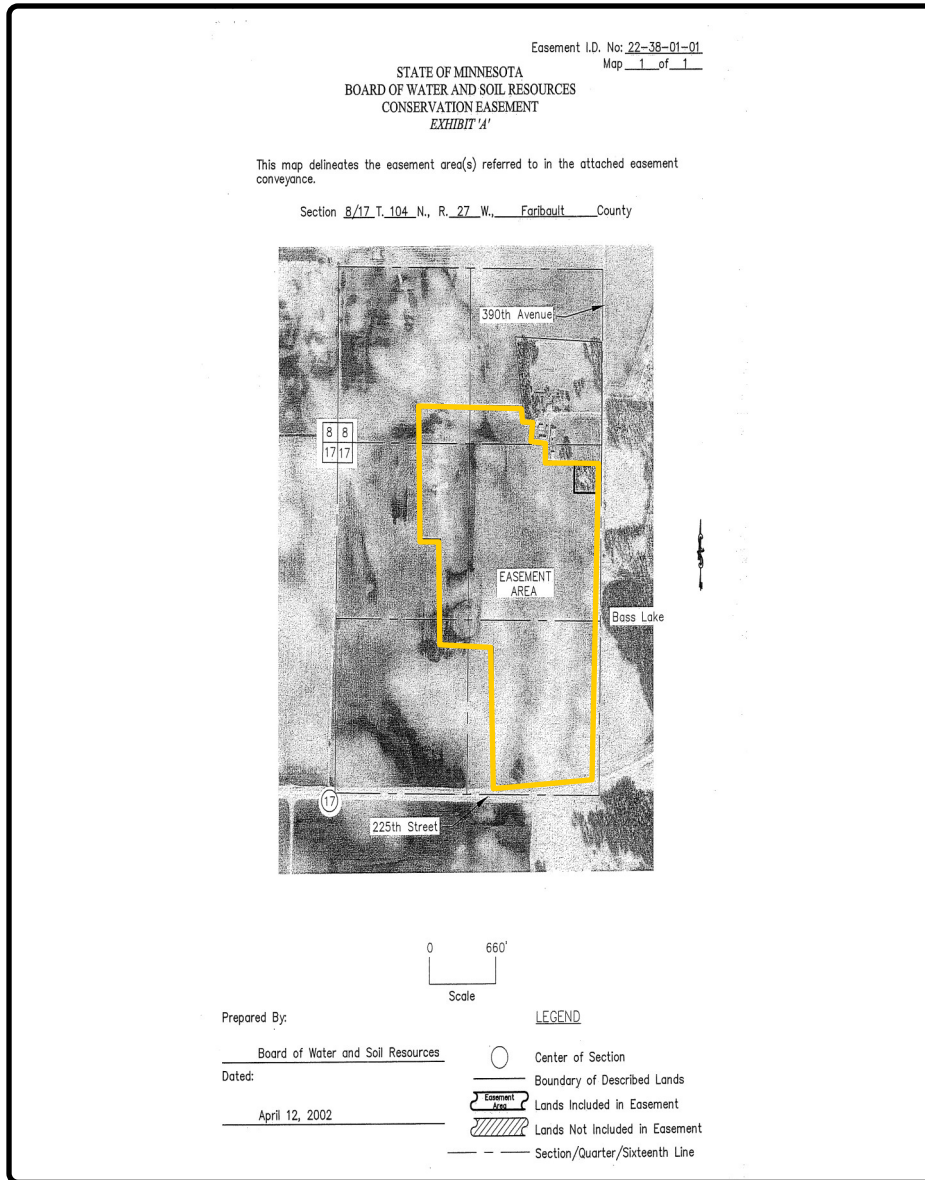 Easement I.D. No: 22-38-01-01
Map 1 of 1
STATE OF MINNESOTA
BOARD OF WATER AND SOIL RESOURCES
CONSERVATION EASEMENT
EXHIBIT 'A'
This map delineates the easement area(s) referred to in the attached easement
conveyance.
Section 8/17 T. 104 N., R. 27 W., Faribault County
390th Avenue
8 8
17 17
EASEMENT
AREA
Bass Lake
17
225th Street
0 660'
Scale
Prepared By:
Board of Water and Soil Resources
Dated:
April 12, 2002
LEGEND
Center of Section
Boundary of Described Lands
Easement
Area
Lands Included in Easement
Lands Not Included in Easement
Section/Quarter/Sixteenth Line